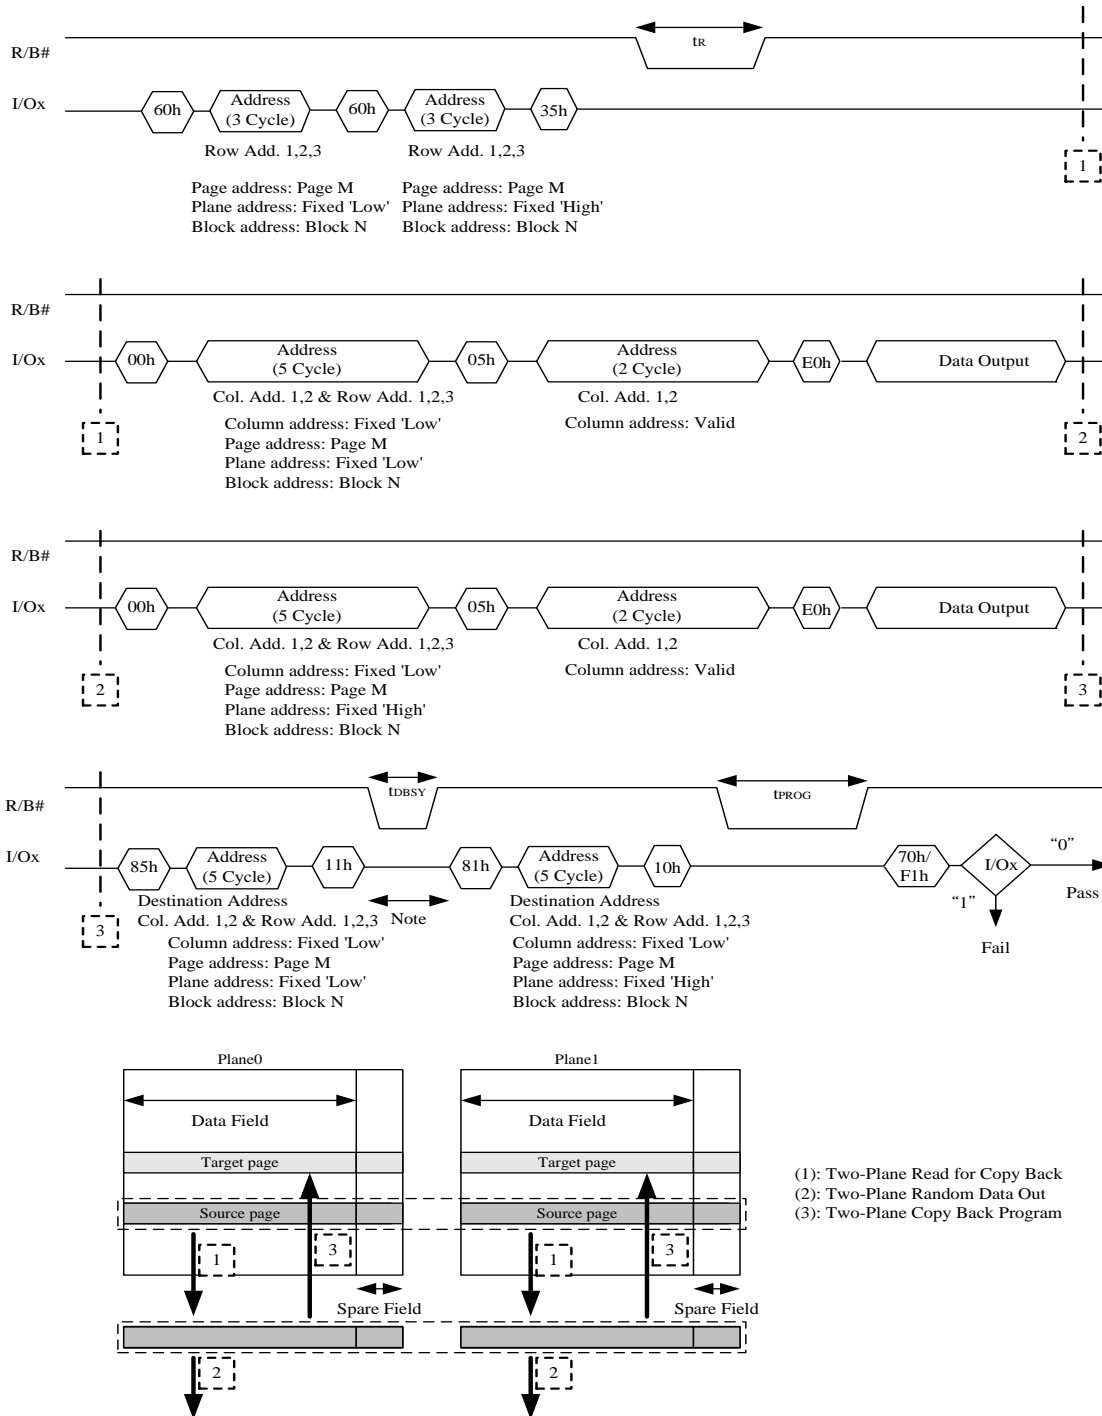 tR
R/B#
I/Ox
60h
Address
(3 Cycle)
60h
Address
(3 Cycle)
35h
Row Add. 1,2,3
Row Add. 1,2,3
1
Page address: Page M
Plane address: Fixed 'Low'
Block address: Block N
Page address: Page M
Plane address: Fixed 'High'
Block address: Block N
R/B#
I/Ox
00h
Address
(5 Cycle)
05h
Address
(2 Cycle)
E0h
Data Output
Col. Add. 1,2 & Row Add. 1,2,3
Col. Add. 1,2
Column address: Fixed 'Low'
Page address: Page M
Plane address: Fixed 'Low'
Block address: Block N
Column address: Valid
1
2
R/B#
I/Ox
00h
Address
(5 Cycle)
05h
Address
(2 Cycle)
E0h
Data Output
Col. Add. 1,2 & Row Add. 1,2,3
Col. Add. 1,2
Column address: Fixed 'Low'
Page address: Page M
Plane address: Fixed 'High'
Block address: Block N
Column address: Valid
2
3
tDBSY
tPROG
R/B#
I/Ox
85h
Address
(5 Cycle)
11h
81h
Address
(5 Cycle)
10h
70h/
F1h
I/Ox
“0”
Pass
“1”
Fail
3
Destination Address
Col. Add. 1,2 & Row Add. 1,2,3
Column address: Fixed 'Low'
Page address: Page M
Plane address: Fixed 'Low'
Block address: Block N
Note
Destination Address
Col. Add. 1,2 & Row Add. 1,2,3
Column address: Fixed 'Low'
Page address: Page M
Plane address: Fixed 'High'
Block address: Block N
Plane0
Plane1
Data Field
Data Field
Target page
Target page
Source page
Source page
1
3
1
3
Spare Field
Spare Field
2
2
(1): Two-Plane Read for Copy Back
(2): Two-Plane Random Data Out
(3): Two-Plane Copy Back Program